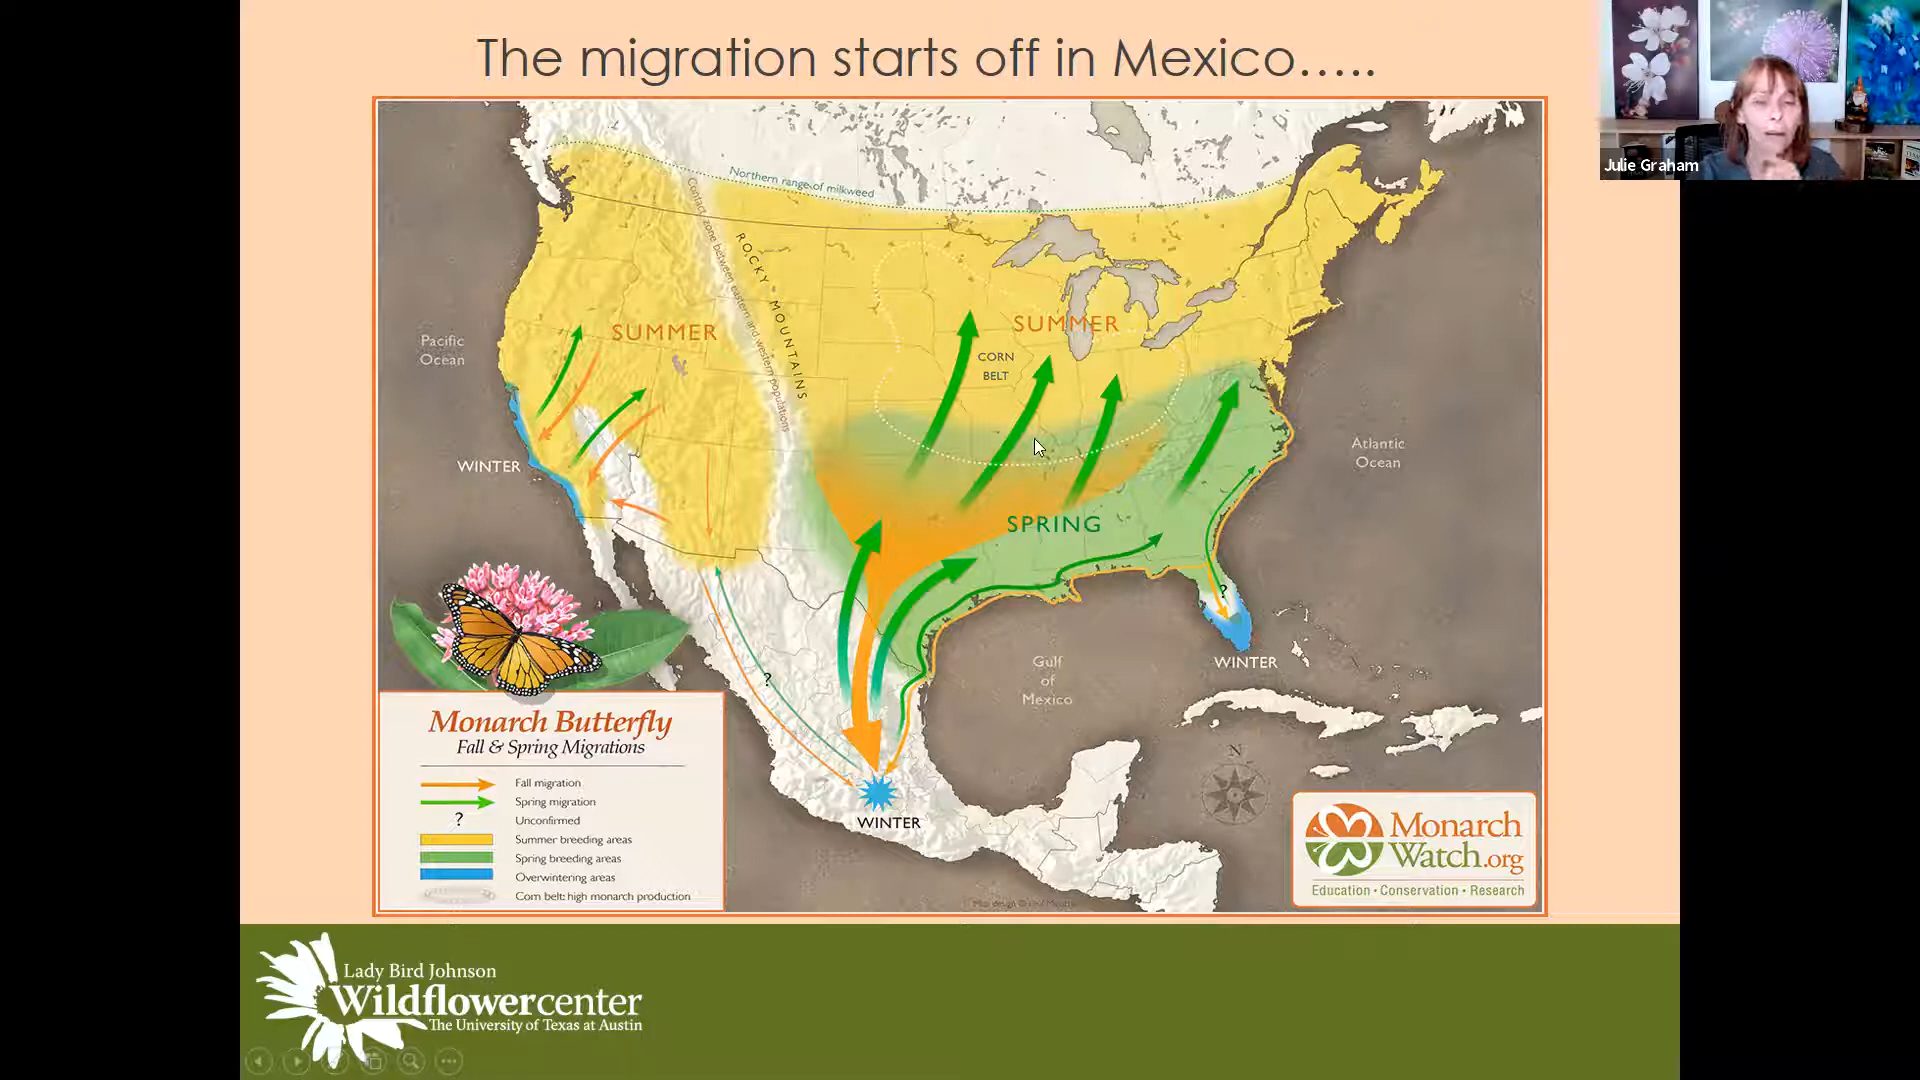 The migration starts off in Mexico.....
Julie Graham
Northern range of milkweed
Contact zone between eastern and western populations
ROCKY MOUNTAINS
SUMMER
SUMMER
CORN
BELT
Pacific
Ocean
Atlantic
Ocean
WINTER
SPRING
?
?
WINTER
Gulf
of
Mexico
N
WINTER
Monarch Butterfly
Fall & Spring Migrations
Fall migration
Spring migration
? Unconfirmed
Summer breeding areas
Spring breeding areas
Overwintering areas
Corn belt: high monarch production
Monarch
Watch.org
Education • Conservation • Research
Lady Bird Johnson
Wildflowercenter
The University of Texas at Austin